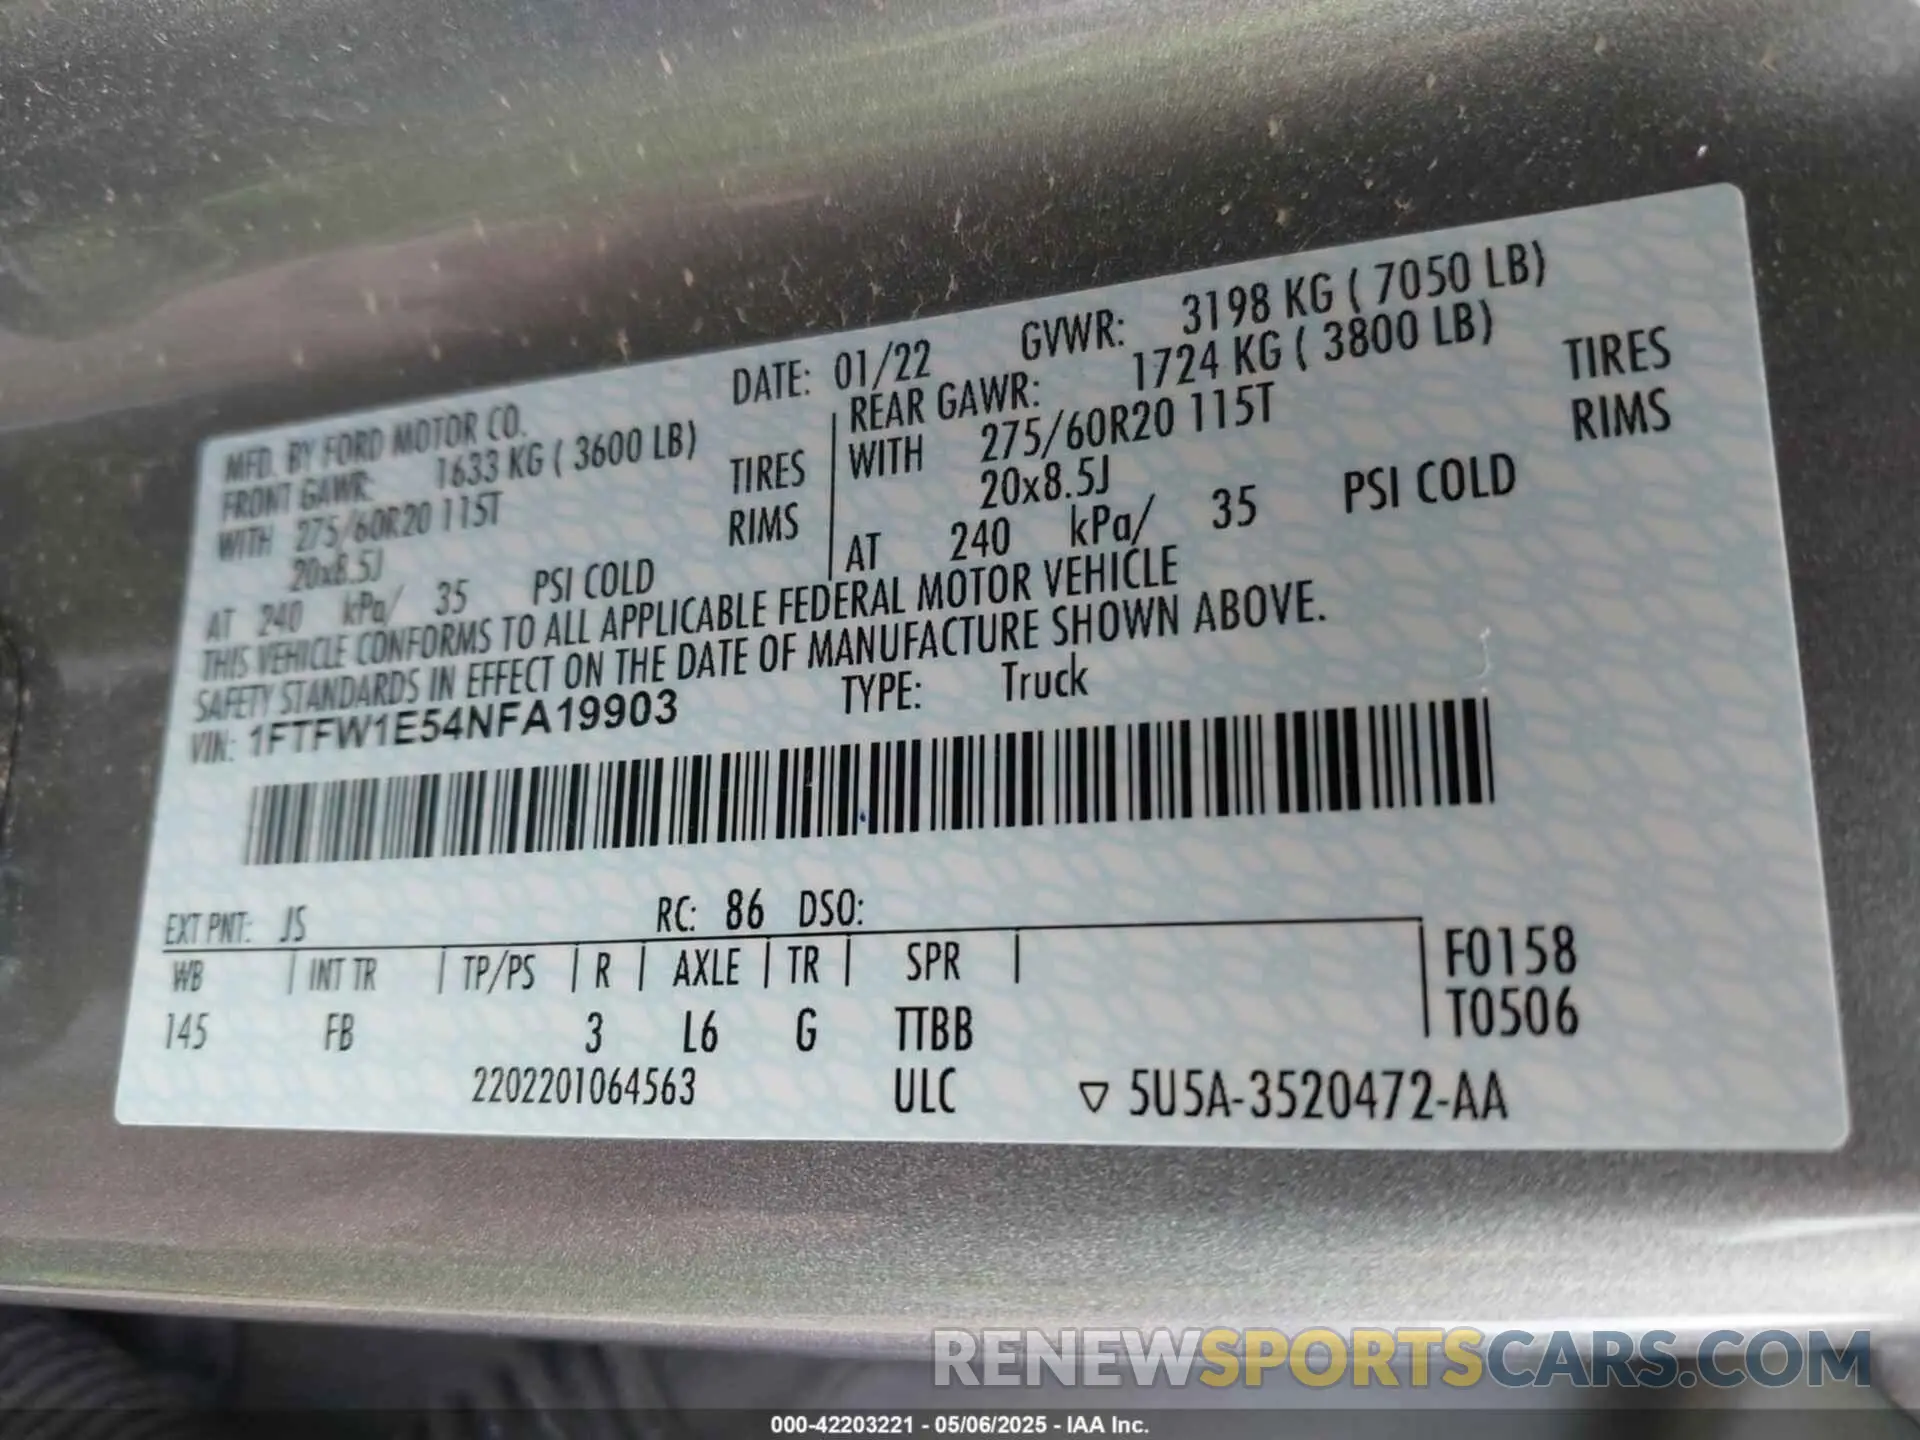 MFD. BY FORD MOTOR CO. DATE: 01/22 GVWR: 3198 KG ( 7050 LB)
FRONT GAWR: 1633 KG ( 3600 LB) REAR GAWR: 1724 KG ( 3800 LB)
WITH 275/60R20 115T TIRES WITH 275/60R20 115T TIRES
20x8.5J RIMS 20x8.5J RIMS
AT 240 kPa/ 35 PSI COLD AT 240 kPa/ 35 PSI COLD
THIS VEHICLE CONFORMS TO ALL APPLICABLE FEDERAL MOTOR VEHICLE
SAFETY STANDARDS IN EFFECT ON THE DATE OF MANUFACTURE SHOWN ABOVE.
VIN: 1FTFW1E54NFA19903 TYPE: Truck
EXT PNT: JS RC: 86 DSO:
WB INT TR TP/PS R AXLE TR SPR F0158
145 FB 3 L6 G TTBB T0506
2202201064563 ULC ▽ 5U5A-3520472-AA
RENEWSPORTSCARS.COM
000-42203221 - 05/06/2025 - IAA Inc.